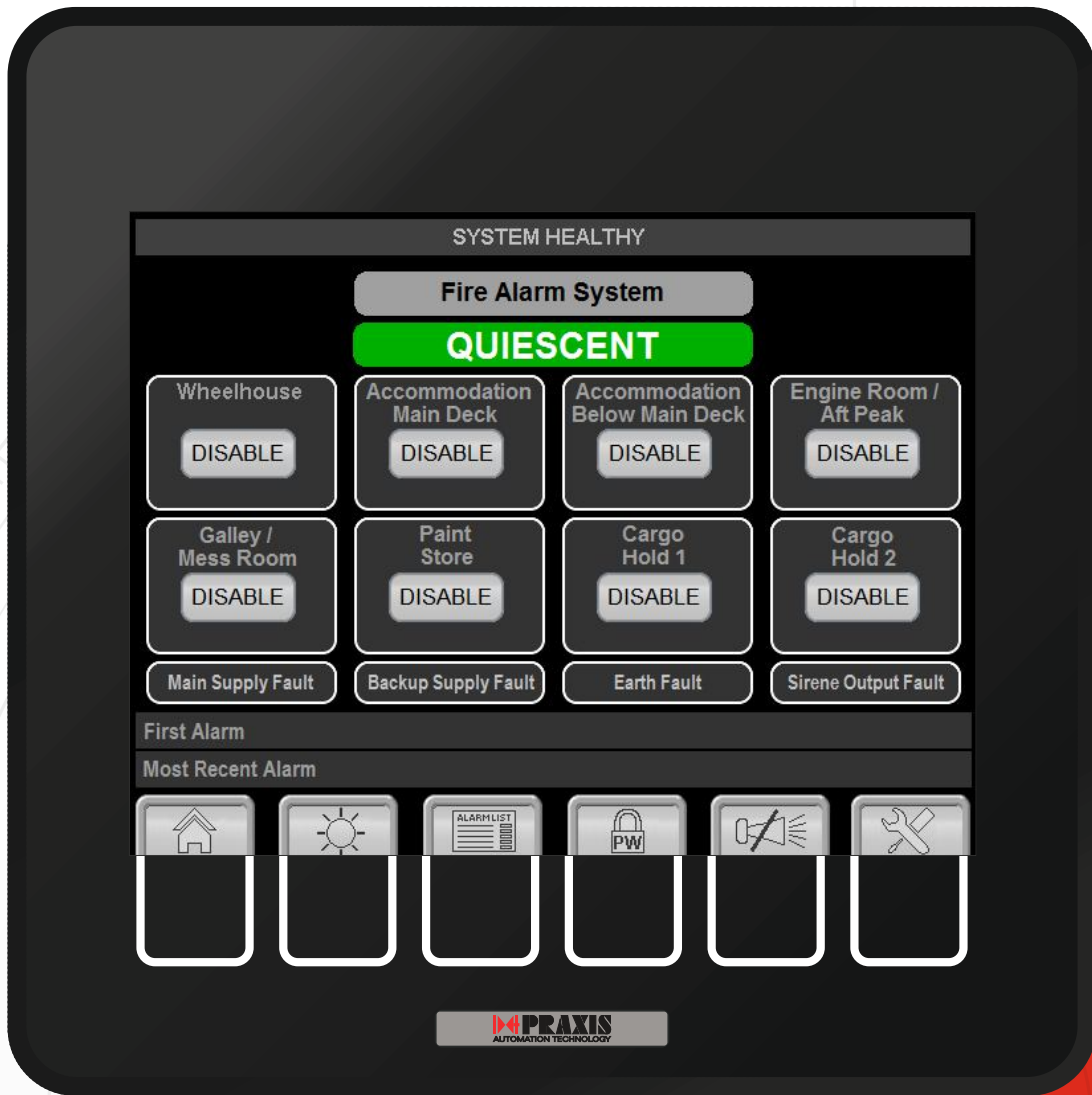 SYSTEM HEALTHY
Fire Alarm System
QUIESCENT
Wheelhouse
DISABLE
Accommodation
Main Deck
DISABLE
Accommodation
Below Main Deck
DISABLE
Engine Room /
Aft Peak
DISABLE
Galley /
Mess Room
DISABLE
Paint
Store
DISABLE
Cargo
Hold 1
DISABLE
Cargo
Hold 2
DISABLE
Main Supply Fault
Backup Supply Fault
Earth Fault
Sirene Output Fault
First Alarm
Most Recent Alarm
ALARMLIST
PW
PRAXIS
AUTOMATION TECHNOLOGY